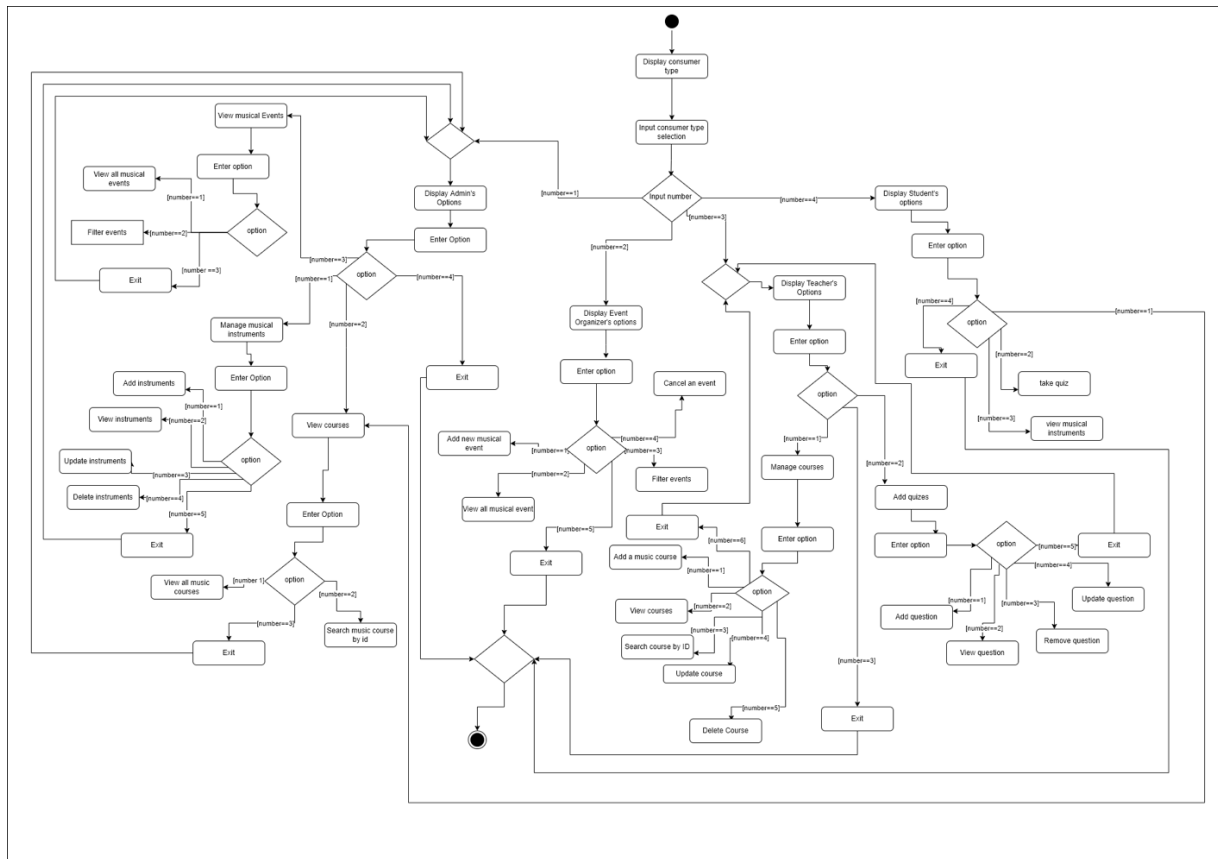 Display consumer
type
Input consumer type
selection
Input number
[number==1]
[number==4]
[number==3]
[number==2]
Display Admin's
Options
Enter Option
option
[number==3]
[number==1]
[number==2]
[number==4]
Exit
View musical Events
Enter option
option
View all musical
events
[number==1]
Filter events
[number==2]
[number ==3]
Exit
Manage musical
instruments
Enter Option
option
Add instruments
[number==1]
View instruments
[number==2]
Update instruments
[number==3]
Delete instruments
[number==4]
[number==5]
Exit
View courses
Enter Option
option
View all music
courses
[number 1]
[number==2]
Search music course
by id
[number==3]
Exit
Display Event
Organizer's options
Enter option
option
Cancel an event
[number==4]
Add new musical
event
[number==1]
[number==3]
Filter events
[number==2]
View all musical event
[number==5]
Exit
Display Teacher's
Options
Enter option
option
[number==1]
[number==2]
[number==3]
Exit
Manage courses
Enter option
option
Exit
[number==6]
Add a music course
[number==1]
View courses
[number==2]
Search course by ID
[number==3]
Update course
[number==4]
Delete Course
[number==5]
Add quizes
Enter option
option
[number==5]
Exit
[number==4]
Update question
Add question
[number==1]
[number==3]
Remove question
[number==2]
View question
Display Student's
options
Enter option
option
[number==4]
Exit
[number==1]
[number==2]
take quiz
[number==3]
view musical
instruments